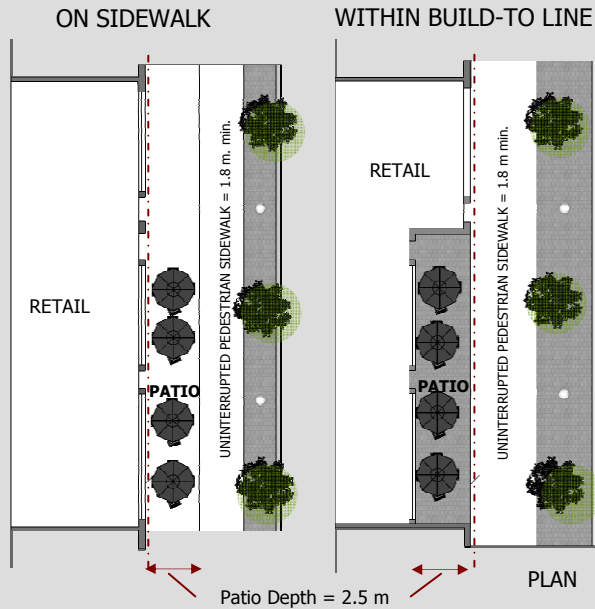 ON SIDEWALK
WITHIN BUILD-TO LINE
RETAIL
PATIO
UNINTERRUPTED PEDESTRIAN SIDEWALK = 1.8 m. min.
RETAIL
PATIO
UNINTERRUPTED PEDESTRIAN SIDEWALK = 1.8 m min.
Patio Depth = 2.5 m
PLAN